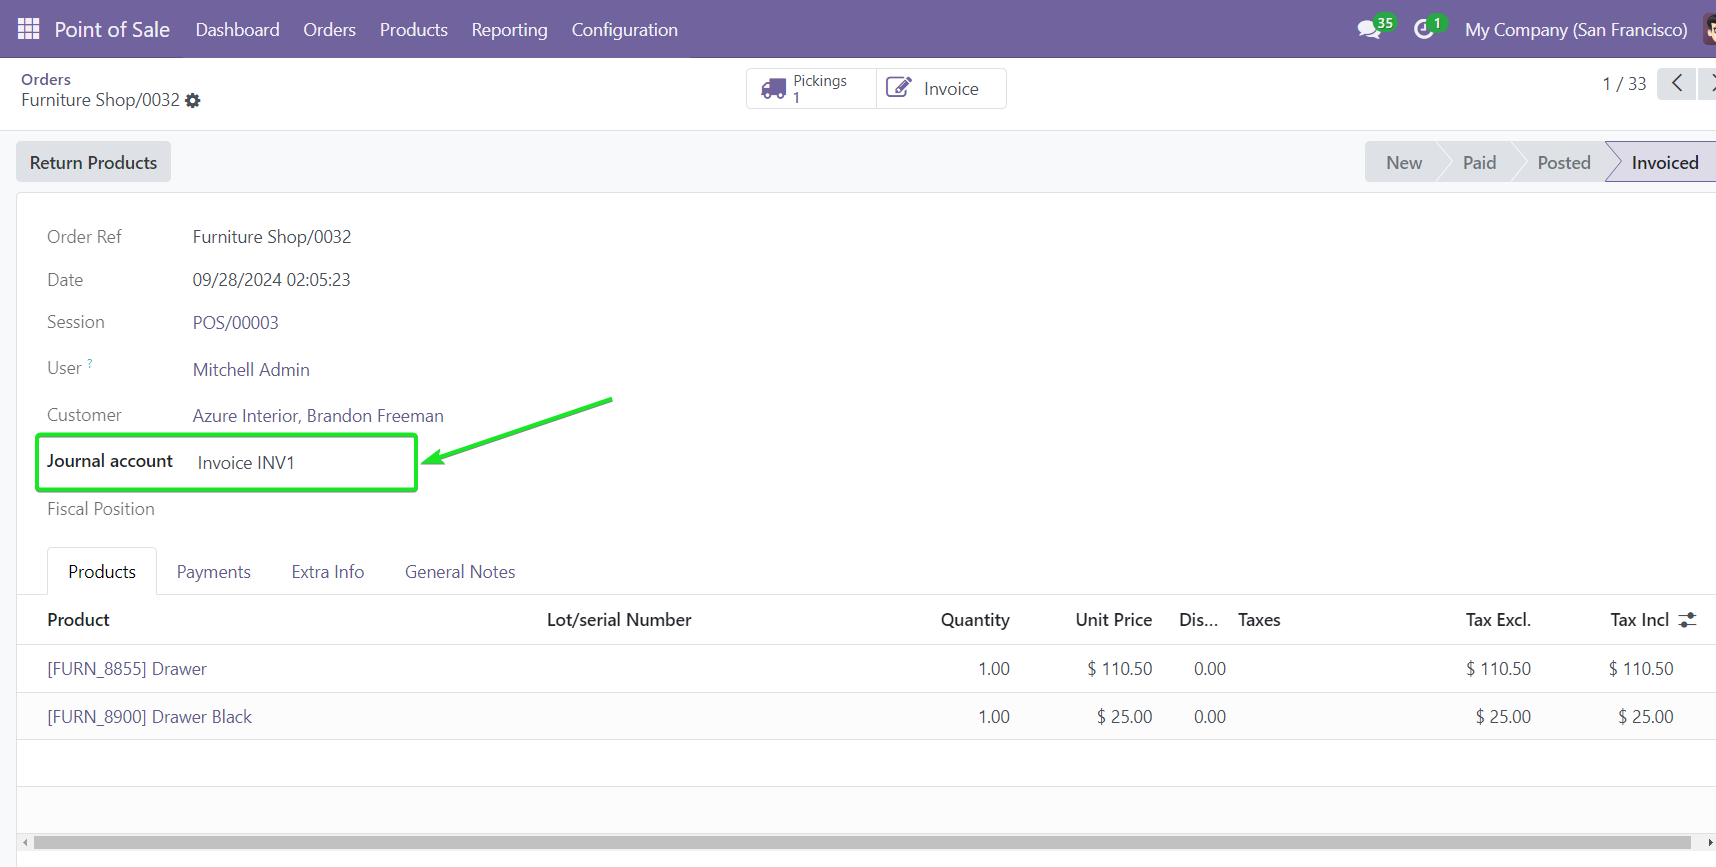 Point of Sale Dashboard Orders Products Reporting Configuration 35 1 My Company (San Francisco)
Orders
Furniture Shop/0032
Pickings
1
Invoice
1 / 33
Return Products
New Paid Posted Invoiced
Order Ref Furniture Shop/0032
Date 09/28/2024 02:05:23
Session POS/00003
User ? Mitchell Admin
Customer Azure Interior, Brandon Freeman
Journal account Invoice INV1
Fiscal Position
Products Payments Extra Info General Notes
Product Lot/serial Number Quantity Unit Price Dis... Taxes Tax Excl. Tax Incl
[FURN_8855] Drawer 1.00 $ 110.50 0.00 $ 110.50 $ 110.50
[FURN_8900] Drawer Black 1.00 $ 25.00 0.00 $ 25.00 $ 25.00